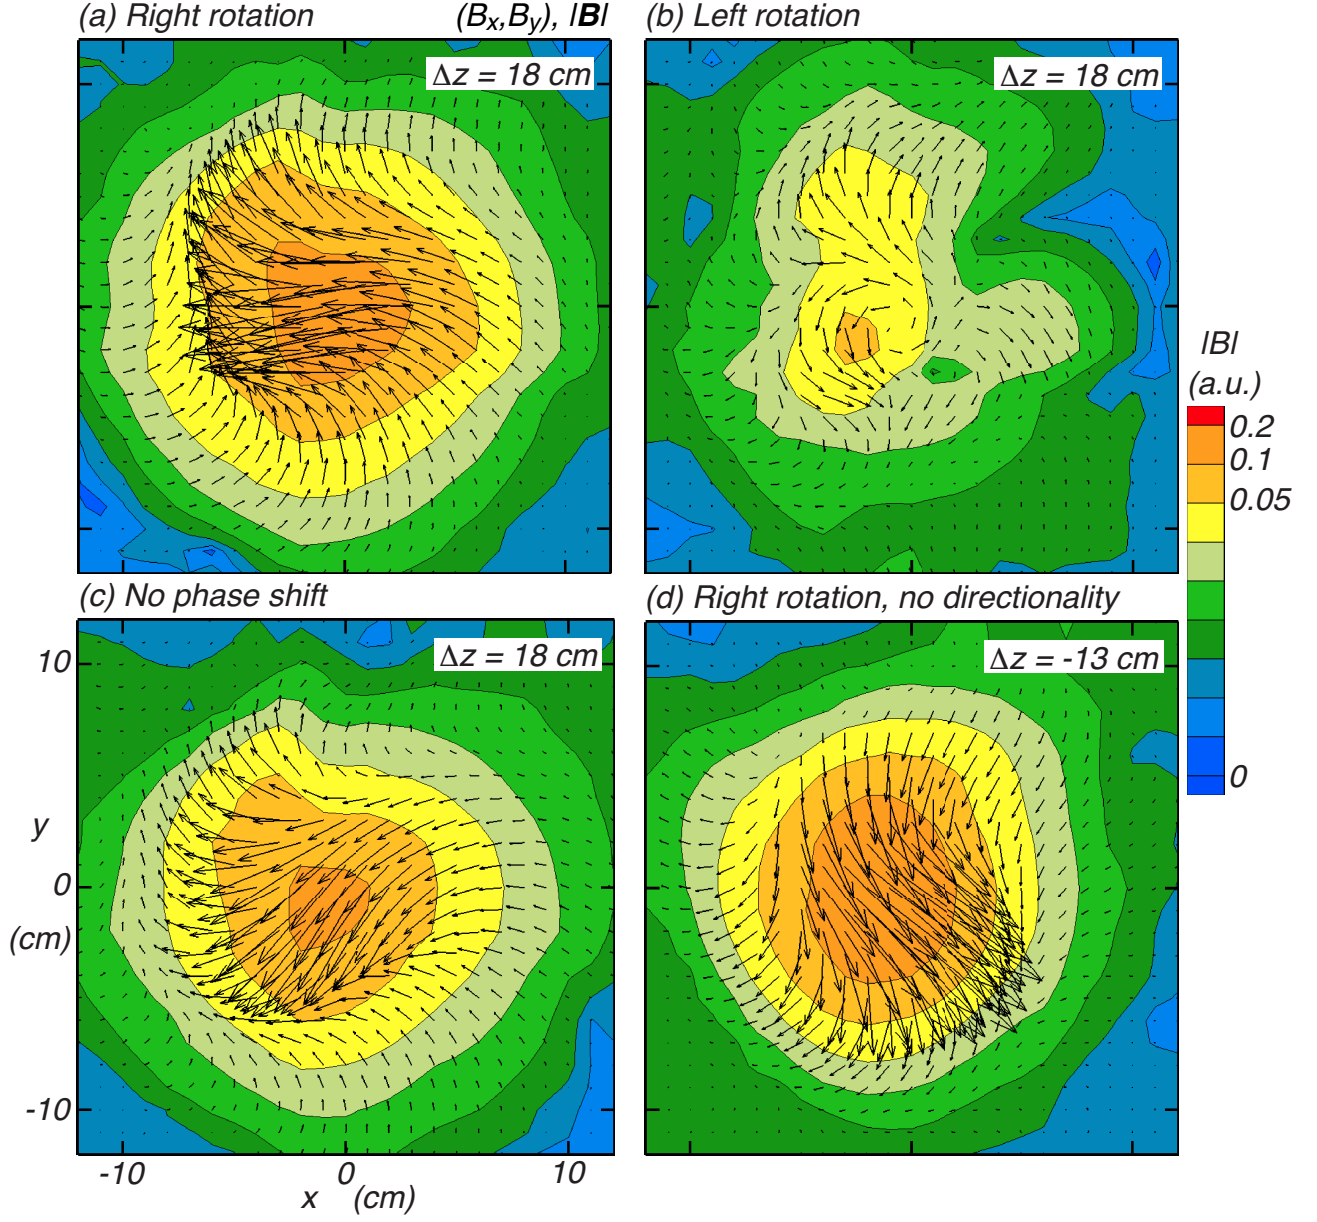 (a) Right rotation (Bx,By), |B|
(b) Left rotation
Δz = 18 cm
Δz = 18 cm
|B|
(a.u.)
0.2
0.1
0.05
0
(c) No phase shift
(d) Right rotation, no directionality
Δz = 18 cm
Δz = -13 cm
10
y
0
(cm)
-10
-10 0 10
x (cm)